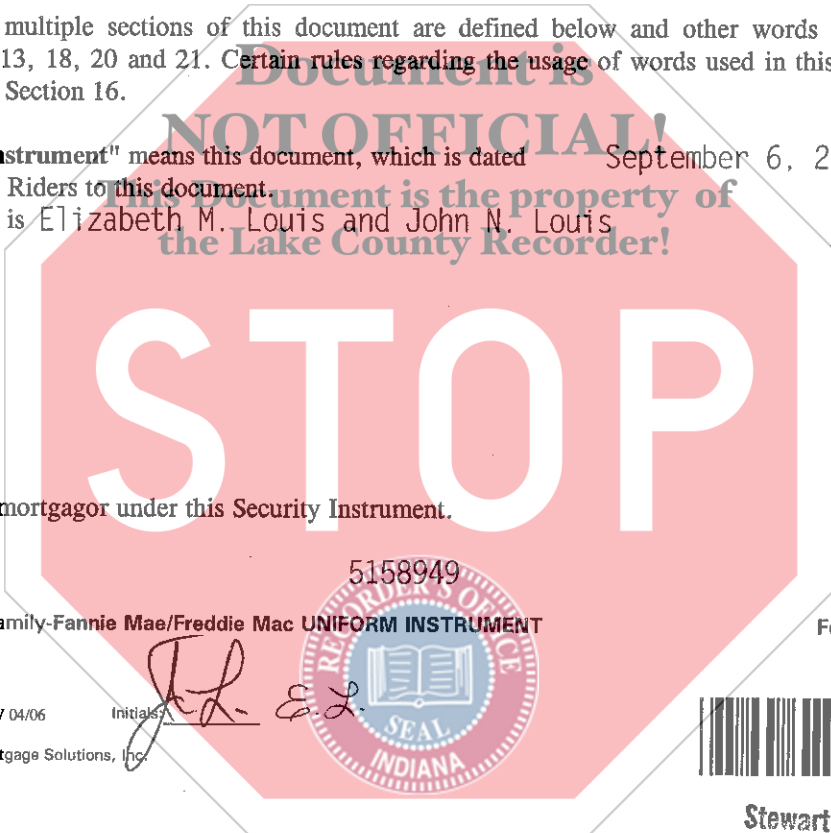 multiple sections of this document are defined below and other words
13, 18, 20 and 21. Certain rules regarding the usage of words used in this
Document is
Section 16.
NOT OFFICIAL!
nstrument" means this document, which is dated September 6, 2
Riders to this document.
This Document is the property of
is Elizabeth M. Louis and John N. Louis
the Lake County Recorder!
STOP
mortgagor under this Security Instrument.
5158949
amily-Fannie Mae/Freddie Mac UNIFORM INSTRUMENT
Fo
RECORDER'S OFFICE
SEAL
INDIANA
04/06 Initials: J.L. E.L.
tgage Solutions, Inc.
Stewart